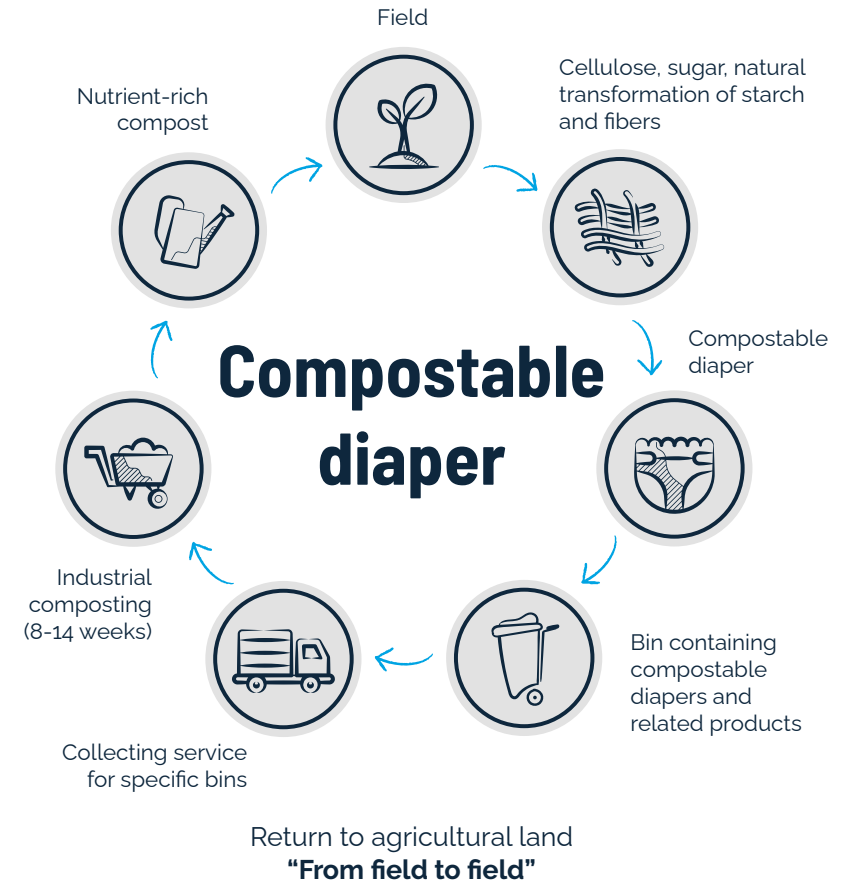 Field
Cellulose, sugar, natural
transformation of starch
and fibers
Nutrient-rich
compost
Compostable
diaper
Compostable
diaper
Industrial
composting
(8-14 weeks)
Bin containing
compostable
diapers and
related products
Collecting service
for specific bins
Return to agricultural land
“From field to field”